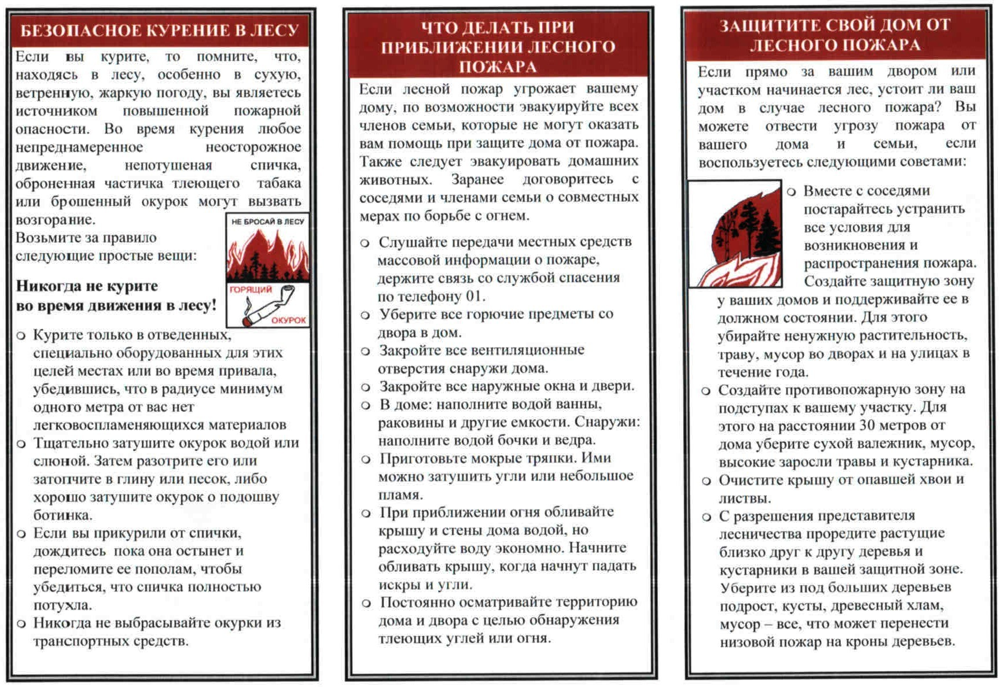 БЕЗОПАСНОЕ КУРЕНИЕ В ЛЕСУ
Если вы курите, то помните, что,
находясь в лесу, особенно в сухую,
ветренную, жаркую погоду, вы являетесь
источником повышенной пожарной
опасности. Во время курения любое
непреднамеренное неосторожное
движение, непотушеная спичка,
оброненная частичка тлеющего табака
или брошенный окурок могут вызвать
возгорание.
Возьмите за правило
следующие простые вещи:
НЕ БРОСАЙ В ЛЕСУ
ГОРЯЩИЙ
ОКУРОК
Никогда не курите
во время движения в лесу!
Курите только в отведенных,
специально оборудованных для этих
целей местах или во время привала,
убедившись, что в радиусе минимум
одного метра от вас нет
легковоспламеняющихся материалов
Тщательно затушите окурок водой или
слюной. Затем разотрите его или
затопчите в глину или песок, либо
хорошо затушите окурок о подошву
ботинка.
Если вы прикурили от спички,
дождитесь пока она остынет и
переломите ее пополам, чтобы
убедиться, что спичка полностью
потухла.
Никогда не выбрасывайте окурки из
транспортных средств.
ЧТО ДЕЛАТЬ ПРИ
ПРИБЛИЖЕНИИ ЛЕСНОГО
ПОЖАРА
Если лесной пожар угрожает вашему
дому, по возможности эвакуируйте всех
членов семьи, которые не могут оказать
вам помощь при защите дома от пожара.
Также следует эвакуировать домашних
животных. Заранее договоритесь с
соседями и членами семьи о совместных
мерах по борьбе с огнем.
Слушайте передачи местных средств
массовой информации о пожаре,
держите связь со службой спасения
по телефону 01.
Уберите все горючие предметы со
двора в дом.
Закройте все вентиляционные
отверстия снаружи дома.
Закройте все наружные окна и двери.
В доме: наполните водой ванны,
раковины и другие емкости. Снаружи:
наполните водой бочки и ведра.
Приготовьте мокрые тряпки. Ими
можно затушить угли или небольшое
пламя.
При приближении огня обливайте
крышу и стены дома водой, но
расходуйте воду экономно. Начните
обливать крышу, когда начнут падать
искры и угли.
Постоянно осматривайте территорию
дома и двора с целью обнаружения
тлеющих углей или огня.
ЗАЩИТИТЕ СВОЙ ДОМ ОТ
ЛЕСНОГО ПОЖАРА
Если прямо за вашим двором или
участком начинается лес, устоит ли ваш
дом в случае лесного пожара? Вы
можете отвести угрозу пожара от
вашего дома и семьи, если
воспользуетесь следующими советами:
Вместе с соседями
постарайтесь устранить
все условия для
возникновения и
распространения пожара.
Создайте защитную зону
у ваших домов и поддерживайте ее в
должном состоянии. Для этого
убирайте ненужную растительность,
траву, мусор во дворах и на улицах в
течение года.
Создайте противопожарную зону на
подступах к вашему участку. Для
этого на расстоянии 30 метров от
дома уберите сухой валежник, мусор,
высокие заросли травы и кустарника.
Очистите крышу от опавшей хвои и
листвы.
С разрешения представителя
лесничества проредите растущие
близко друг к другу деревья и
кустарники в вашей защитной зоне.
Уберите из под больших деревьев
подрост, кусты, древесный хлам,
мусор – все, что может перенести
низовой пожар на кроны деревьев.